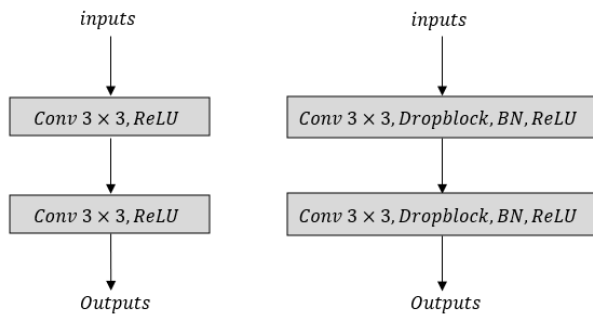 inputs
Conv 3 × 3, ReLU
Conv 3 × 3, ReLU
Outputs
inputs
Conv 3 × 3, Dropblock, BN, ReLU
Conv 3 × 3, Dropblock, BN, ReLU
Outputs